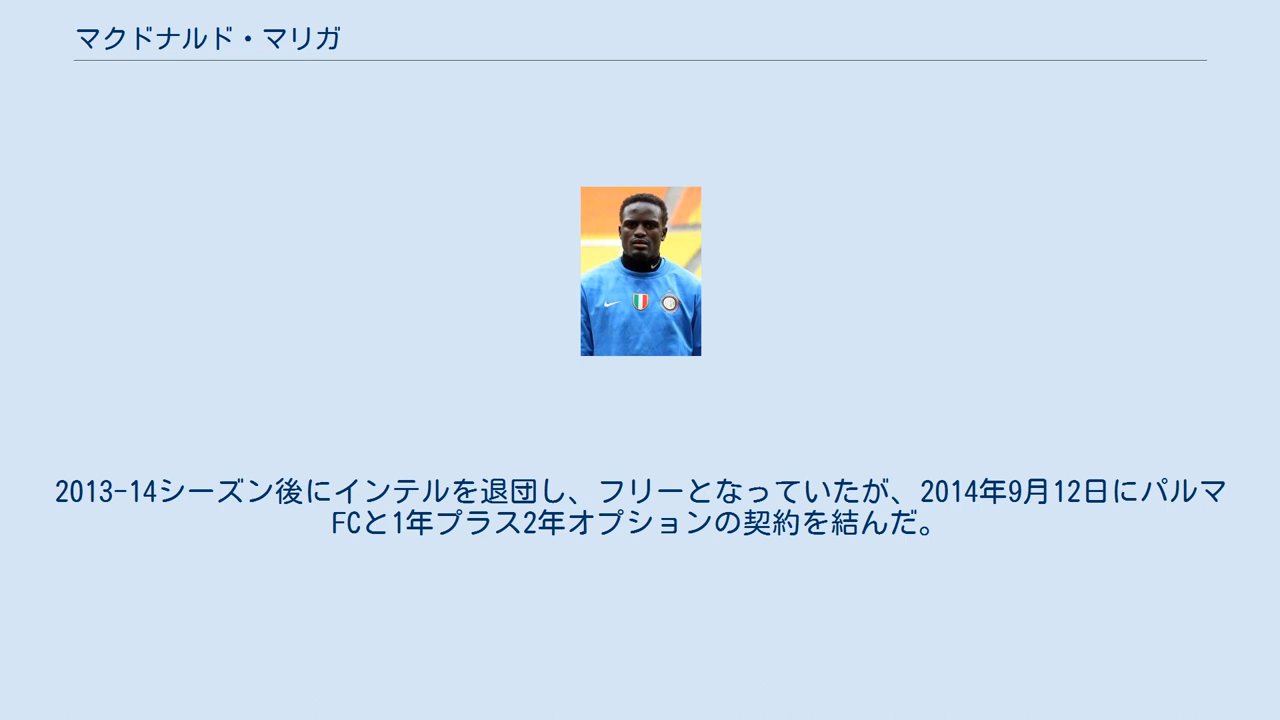 マクドナルド・マリガ
2013-14シーズン後にインテルを退団し、フリーとなっていたが、2014年9月12日にパルマ
FCと1年プラス2年オプションの契約を結んだ。